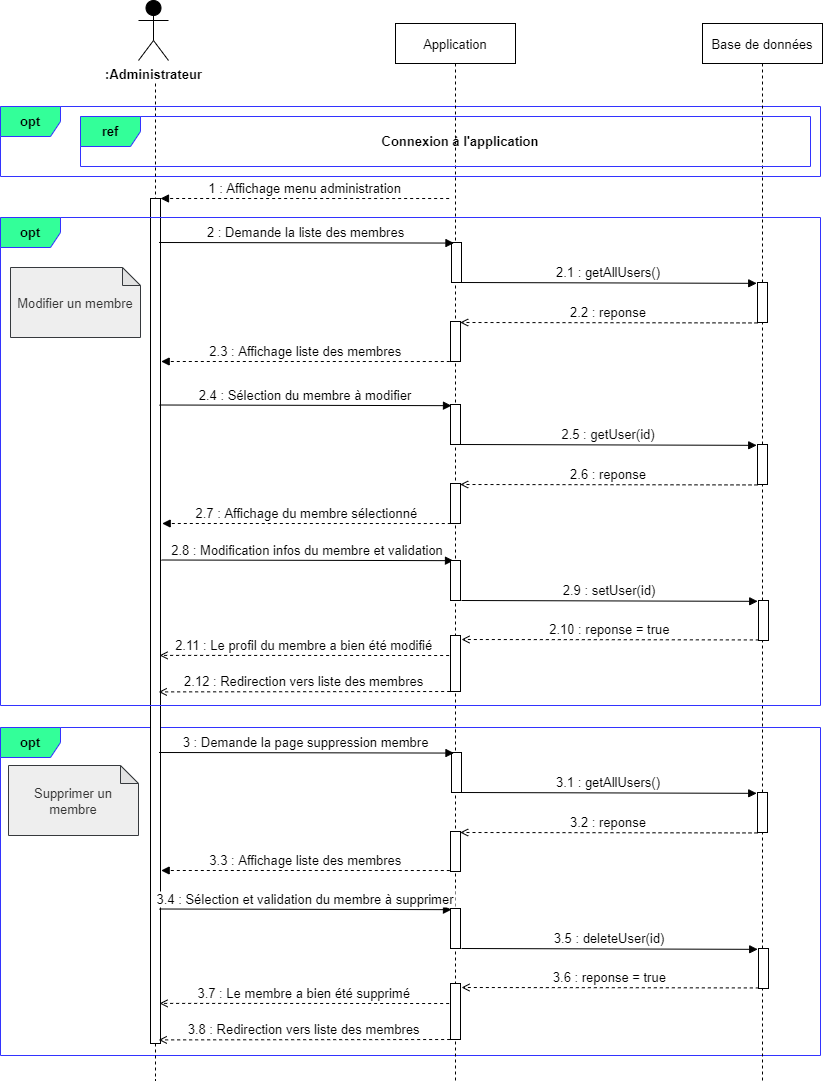 :Administrateur
Application
Base de données
opt
ref
Connexion à l'application
1 : Affichage menu administration
opt
2 : Demande la liste des membres
Modifier un membre
2.1 : getAllUsers()
2.2 : reponse
2.3 : Affichage liste des membres
2.4 : Sélection du membre à modifier
2.5 : getUser(id)
2.6 : reponse
2.7 : Affichage du membre sélectionné
2.8 : Modification infos du membre et validation
2.9 : setUser(id)
2.10 : reponse = true
2.11 : Le profil du membre a bien été modifié
2.12 : Redirection vers liste des membres
opt
3 : Demande la page suppression membre
Supprimer un
membre
3.1 : getAllUsers()
3.2 : reponse
3.3 : Affichage liste des membres
3.4 : Sélection et validation du membre à supprimer
3.5 : deleteUser(id)
3.6 : reponse = true
3.7 : Le membre a bien été supprimé
3.8 : Redirection vers liste des membres